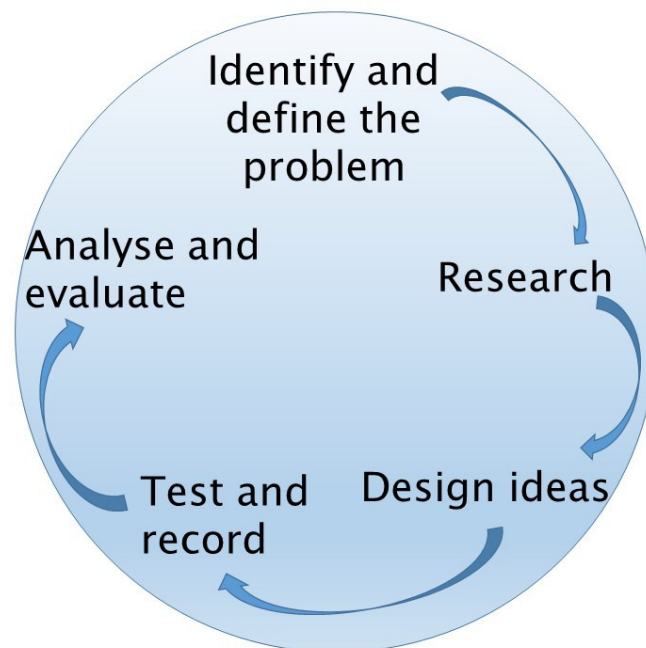 Identify and
define the
problem
Research
Design ideas
Test and
record
Analyse and
evaluate